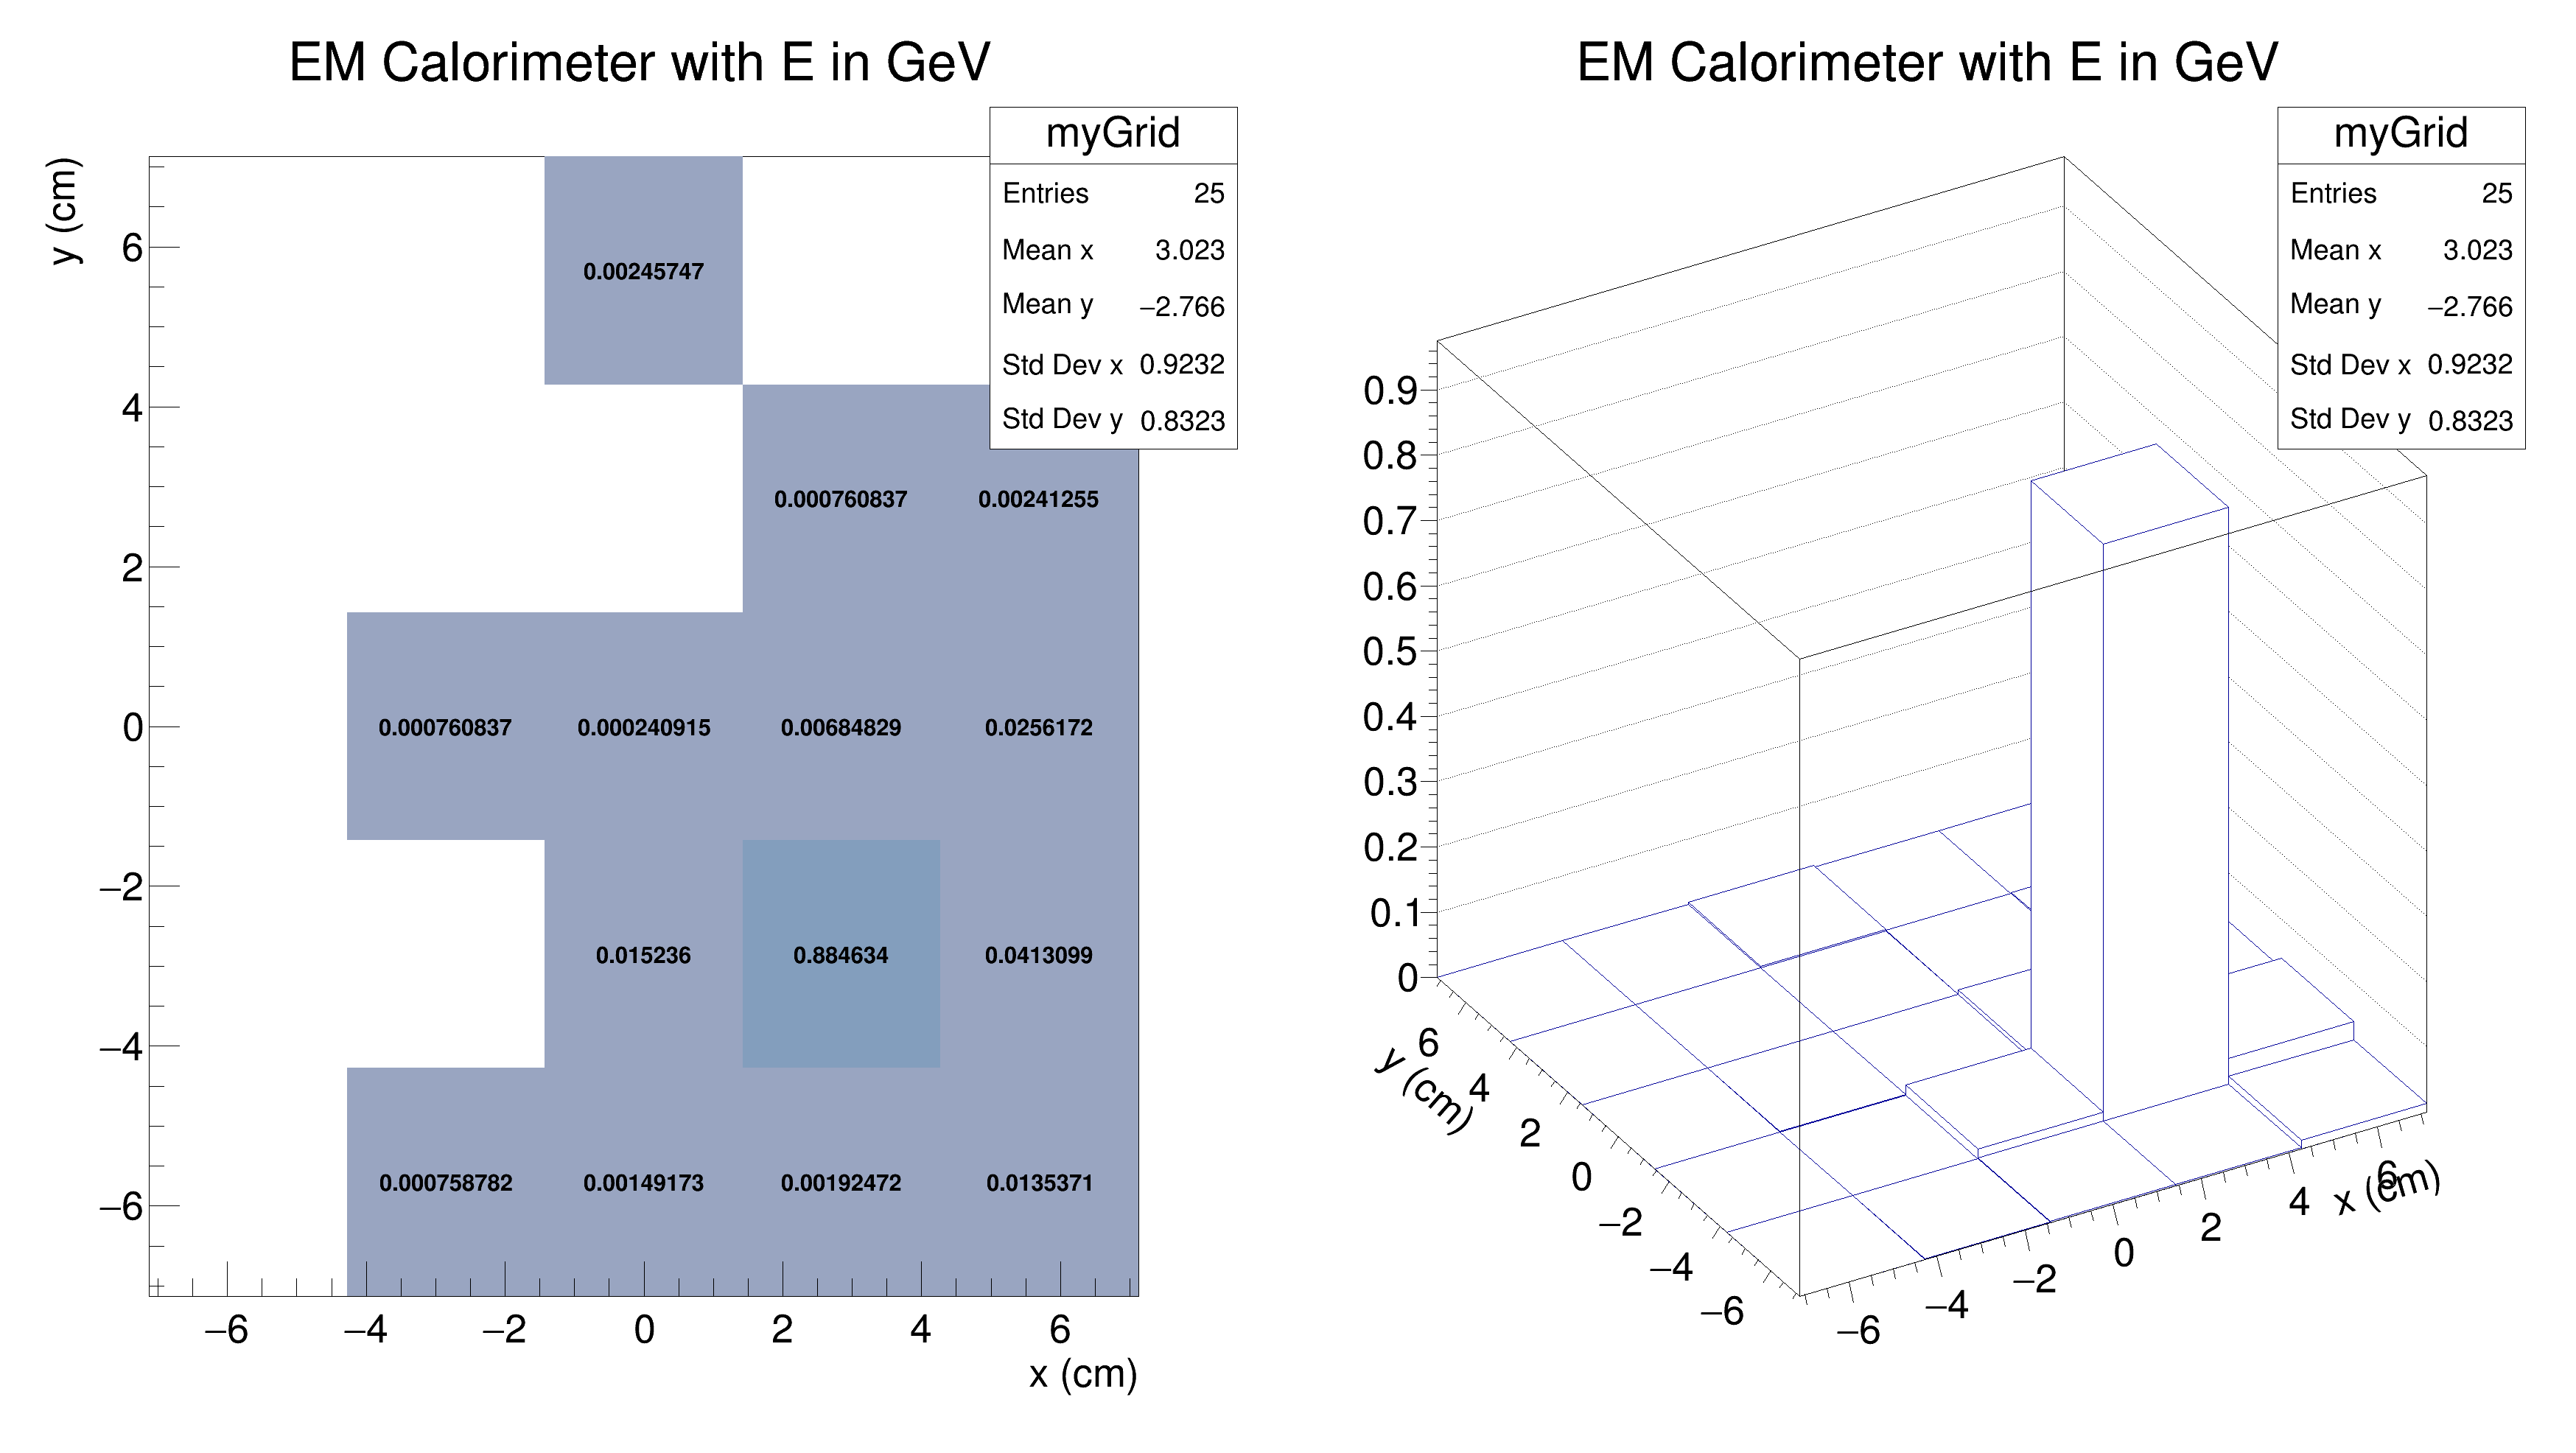 EM Calorimeter with E in GeV
myGrid
Entries 25
Mean x 3.023
Mean y −2.766
Std Dev x 0.9232
Std Dev y 0.8323
y (cm)
6
4
2
0
−2
−4
−6
0.00245747
0.000760837 0.00241255
0.000760837 0.000240915 0.00684829 0.0256172
0.015236 0.884634 0.0413099
0.000758782 0.00149173 0.00192472 0.0135371
−6 −4 −2 0 2 4 6
x (cm)
EM Calorimeter with E in GeV
myGrid
Entries 25
Mean x 3.023
Mean y −2.766
Std Dev x 0.9232
Std Dev y 0.8323
0.9
0.8
0.7
0.6
0.5
0.4
0.3
0.2
0.1
0
6
4
2
0
−2
−4
−6
y (cm)
−6
−4
−2
0
2
4
6
x (cm)